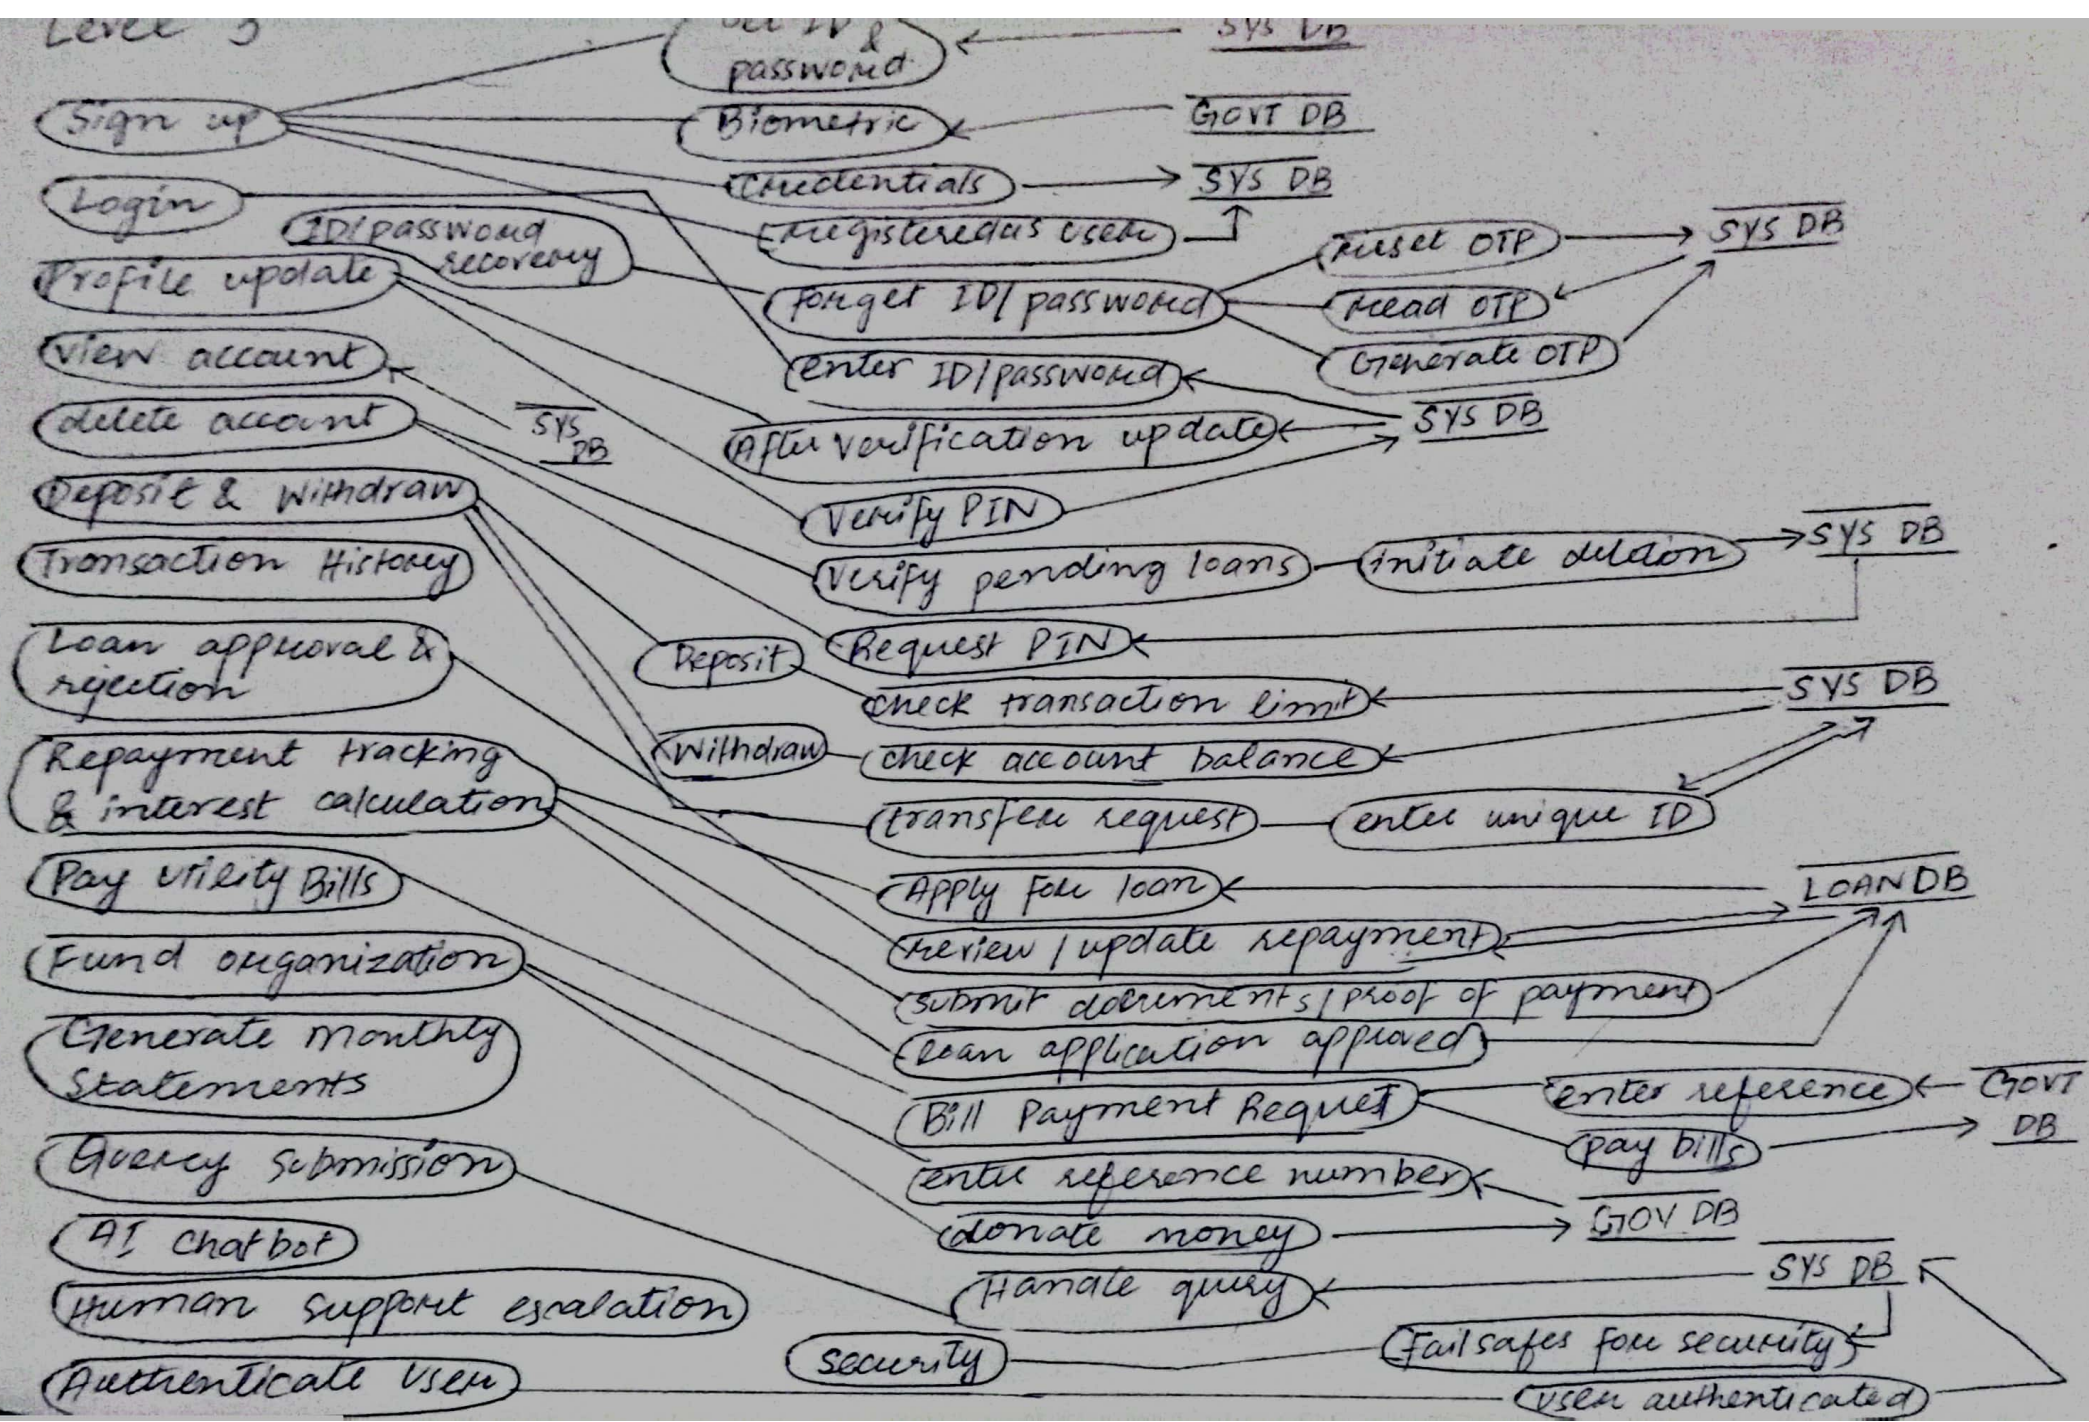 Level 3
Set ID
&
password
SYS DB
Sign up
Biometric
GOVT DB
credentials
SYS DB
Login
registered as user
ID/password
recovery
reset OTP
SYS DB
Profile update
forget ID/password
read OTP
view account
enter ID/password
Generate OTP
delete account
SYS
DB
After verification update
SYS DB
Deposit & Withdraw
Verify PIN
Transaction History
Verify pending loans
initiate deletion
SYS DB
Loan approval &
rejection
Deposit
Request PIN
check transaction limit
SYS DB
Repayment tracking
& interest calculation
Withdraw
check account balance
transfer request
enter unique ID
Pay Utility Bills
Apply for loan
LOAN DB
Fund organization
review / update repayment
submit documents / proof of payment
Generate Monthly
Statements
loan application approved
Bill Payment Request
enter reference
GOVT
DB
pay bills
Query Submission
enter reference number
AI Chatbot
donate money
GOV DB
Human support escalation
Handle query
SYS DB
security
Failsafes for security
Authenticate User
User authenticated